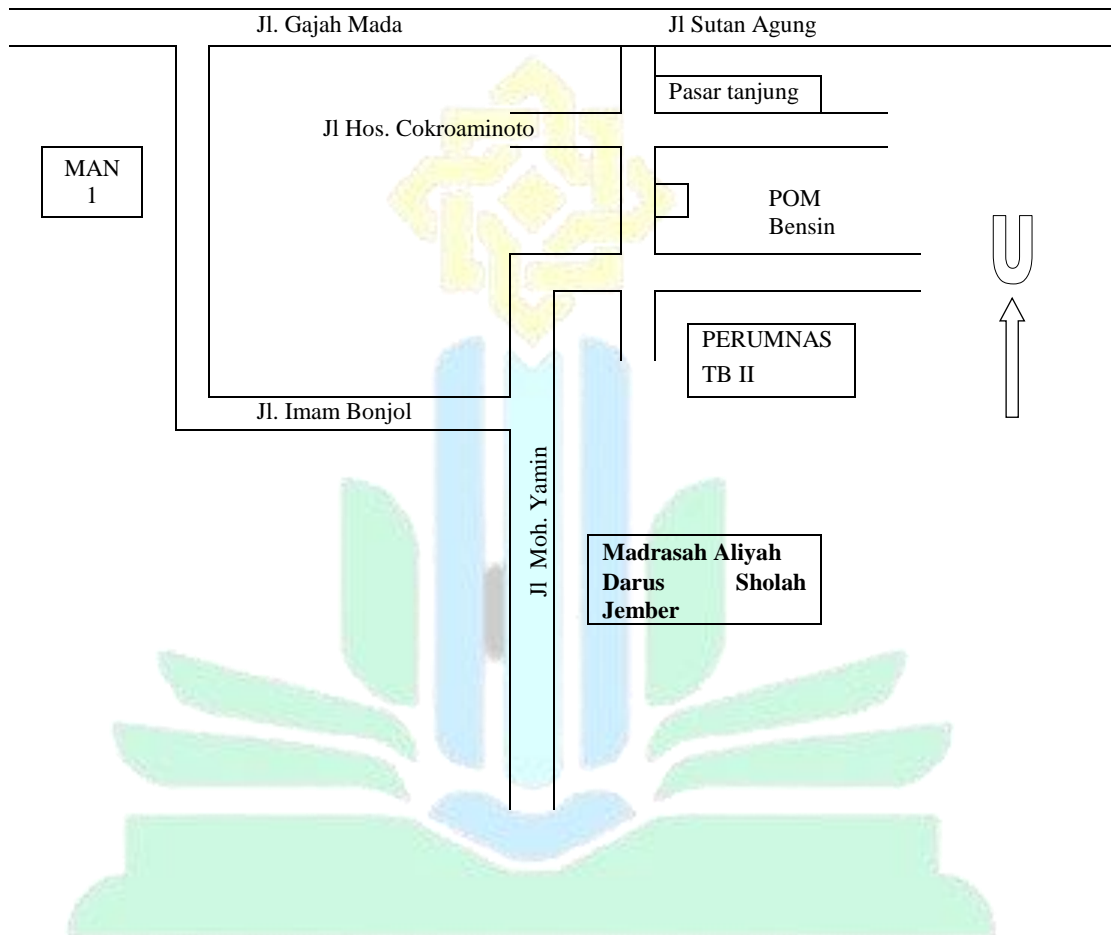 Jl. Gajah Mada
Jl Sutan Agung
Pasar tanjung
Jl Hos. Cokroaminoto
MAN
1
POM
Bensin
U
PERUMNAS
TB II
Jl. Imam Bonjol
Jl Moh. Yamin
Madrasah Aliyah
Darus Sholah
Jember